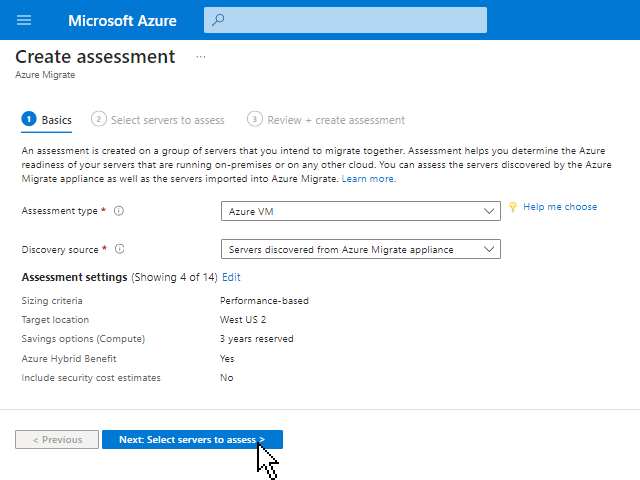 Microsoft Azure
Create assessment ...
Azure Migrate
1 Basics 2 Select servers to assess 3 Review + create assessment
An assessment is created on a group of servers that you intend to migrate together. Assessment helps you determine the Azure
readiness of your servers that are running on-premises or on any other cloud. You can assess the servers discovered by the Azure
Migrate appliance as well as the servers imported into Azure Migrate. Learn more.
Assessment type * Azure VM Help me choose
Discovery source * Servers discovered from Azure Migrate appliance
Assessment settings (Showing 4 of 14) Edit
Sizing criteria Performance-based
Target location West US 2
Savings options (Compute) 3 years reserved
Azure Hybrid Benefit Yes
Include security cost estimates No
< Previous Next: Select servers to assess >